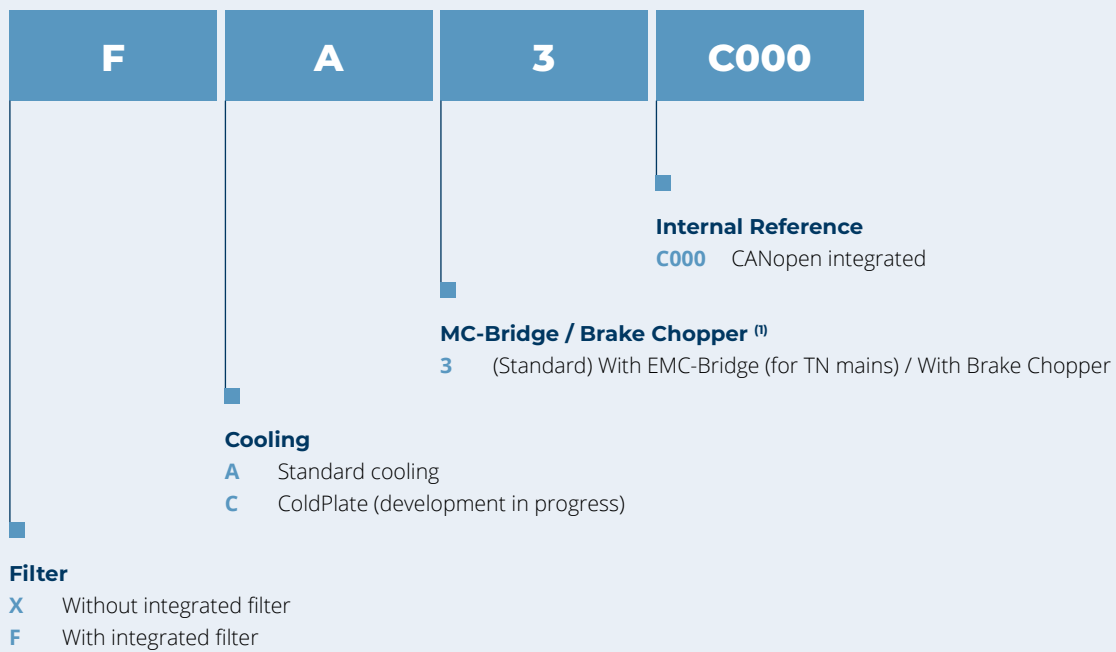 F A 3 C000
Internal Reference
C000 CANopen integrated
MC-Bridge / Brake Chopper (1)
3 (Standard) With EMC-Bridge (for TN mains) / With Brake Chopper
Cooling
A Standard cooling
C ColdPlate (development in progress)
Filter
X Without integrated filter
F With integrated filter